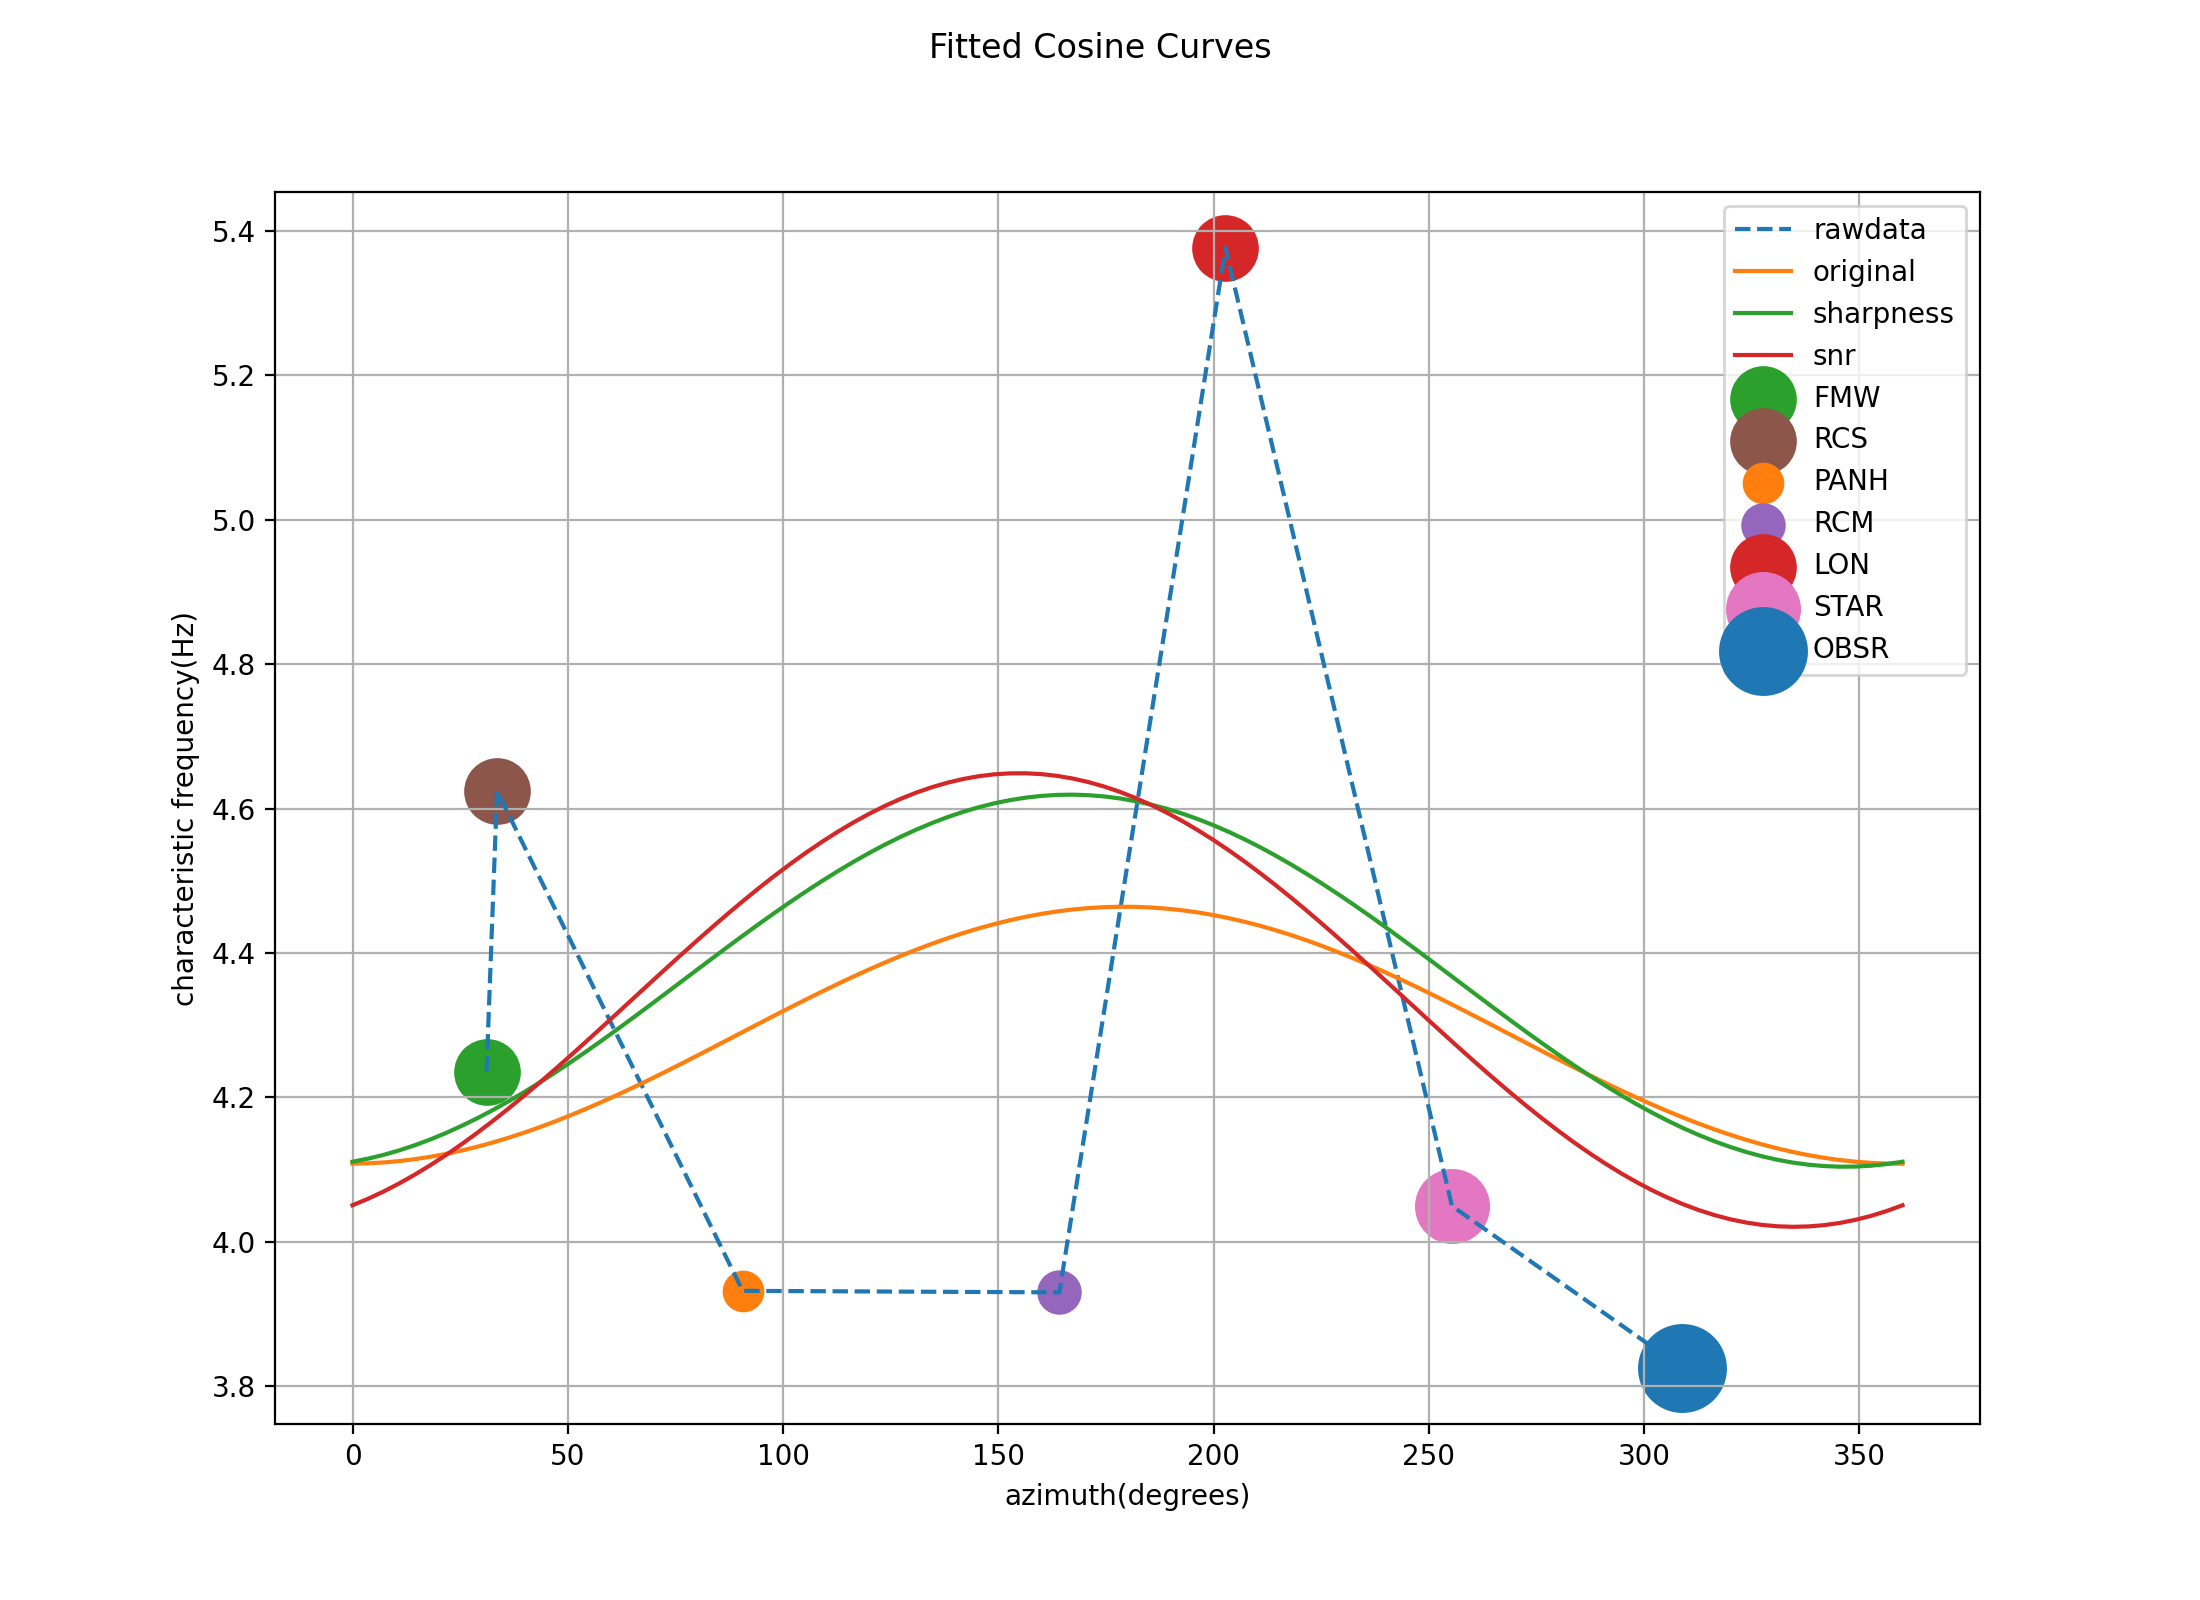 Fitted Cosine Curves
5.4
5.2
5.0
4.8
4.6
4.4
4.2
4.0
3.8
characteristic frequency(Hz)
rawdata
original
sharpness
snr
FMW
RCS
PANH
RCM
LON
STAR
OBSR
0 50 100 150 200 250 300 350
azimuth(degrees)